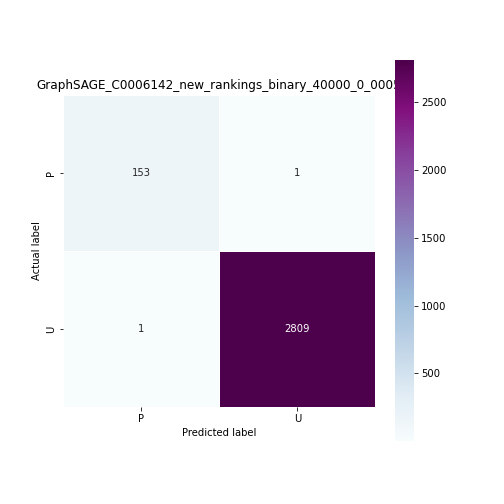 GraphSAGE_C0006142_new_rankings_binary_40000_0_0005
P
153
1
2500
2000
Actual label
1500
1000
U
1
2809
500
P
U
Predicted label